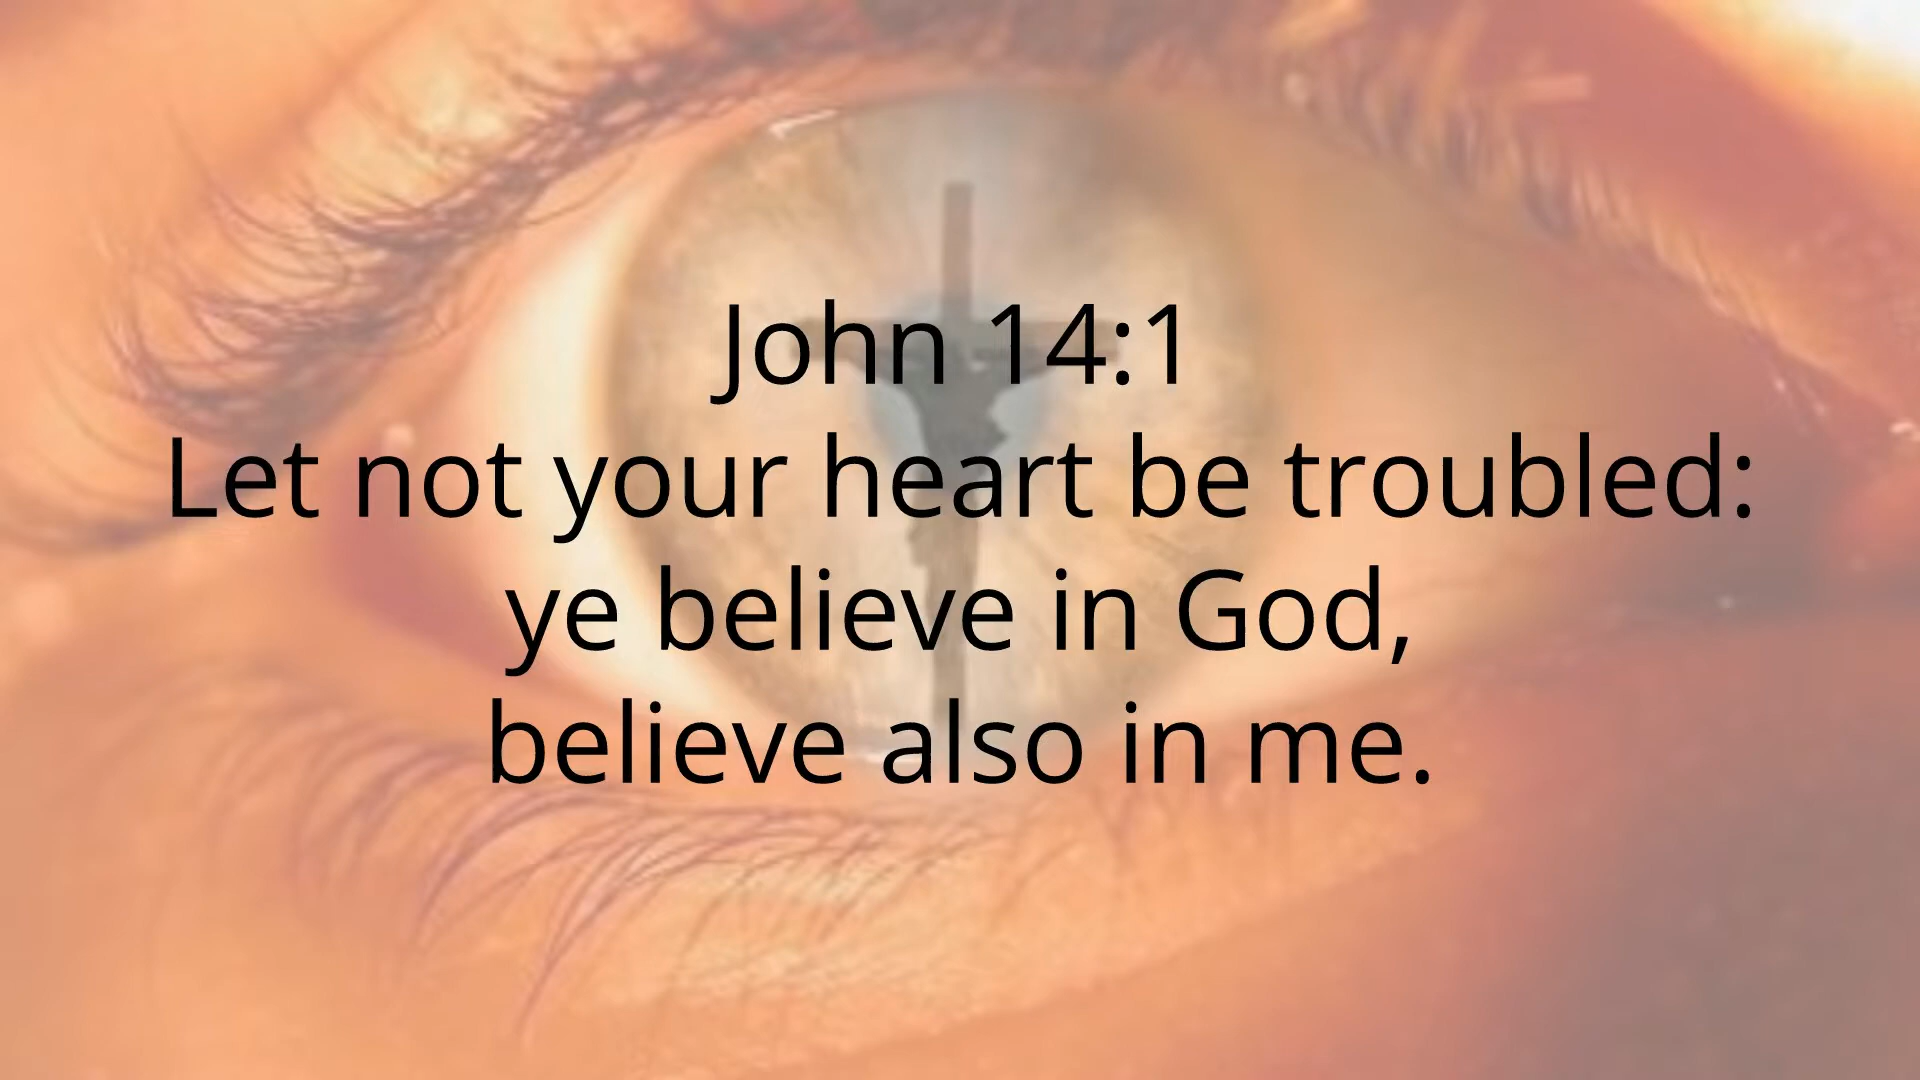 John 14:1
Let not your heart be troubled:
ye believe in God,
believe also in me.